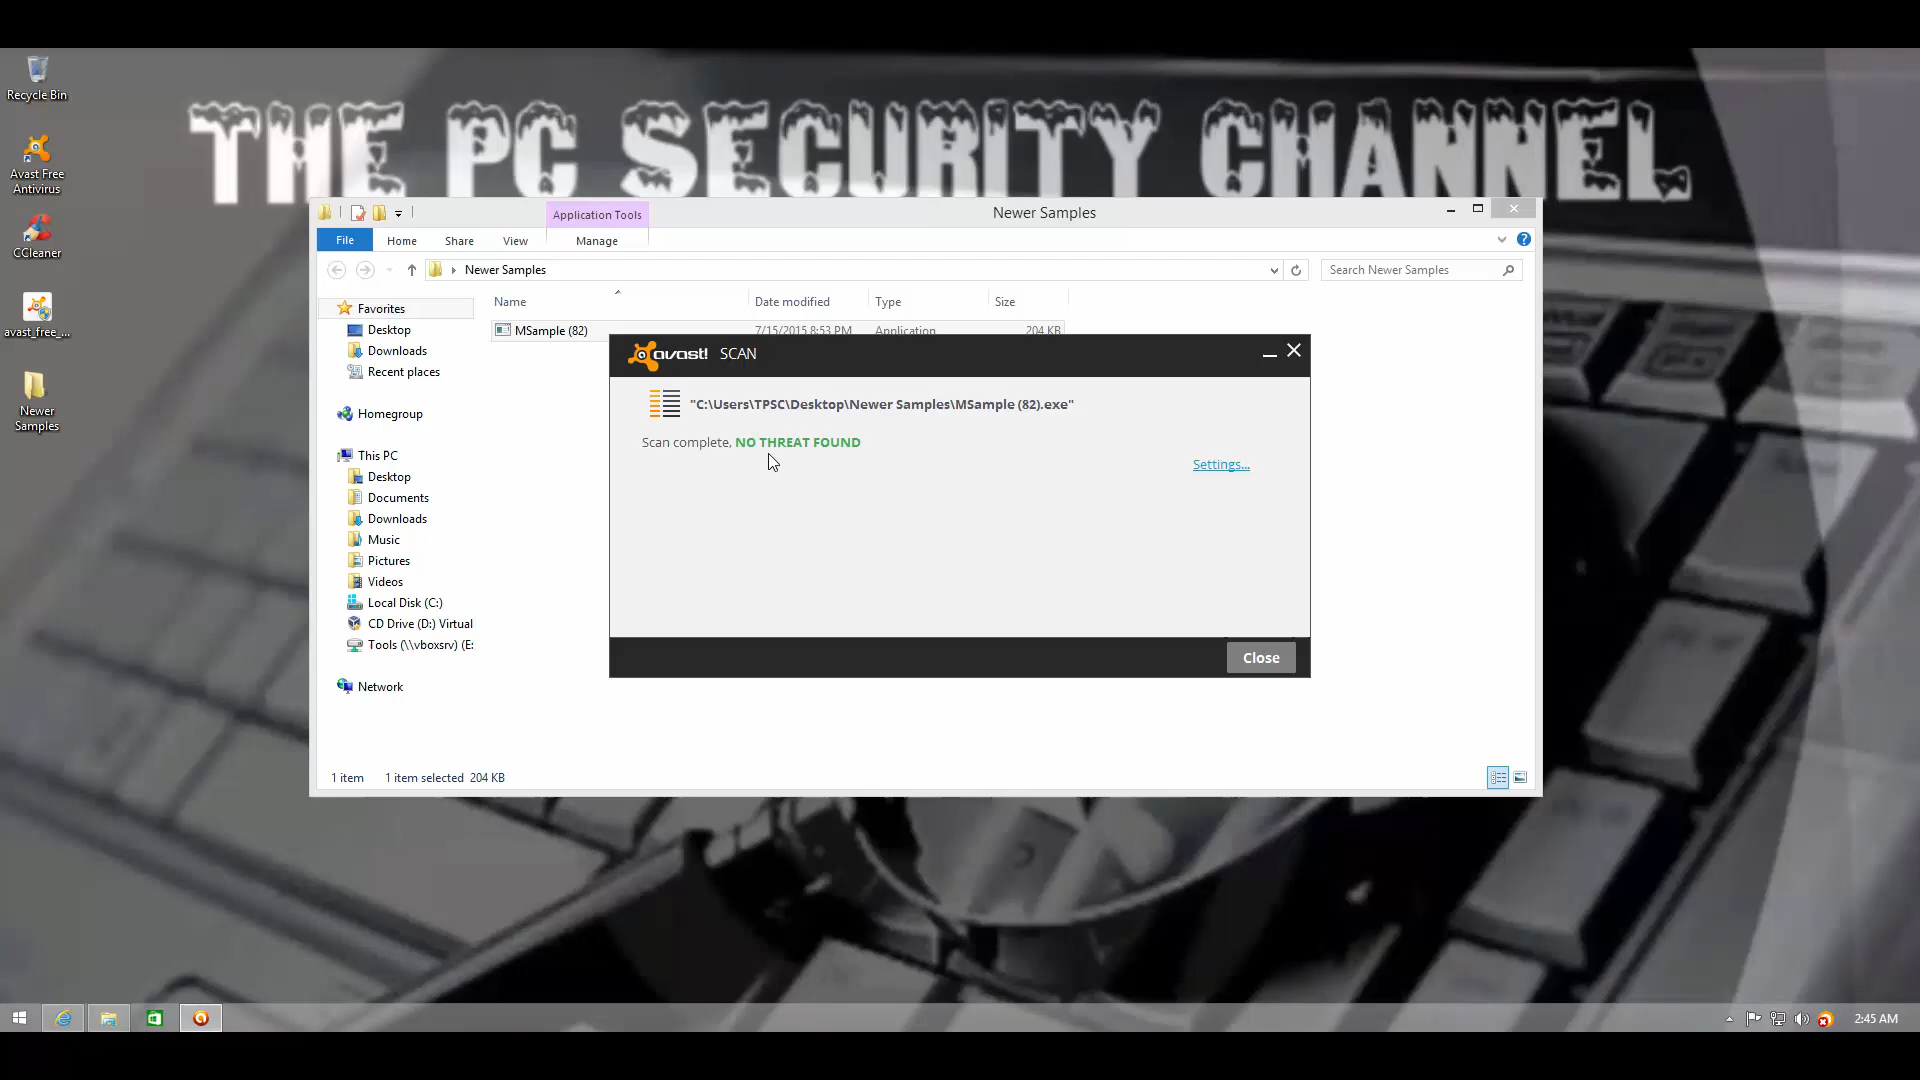 Recycle Bin
Avast Free
Antivirus
CCleaner
avast_free_...
Newer
Samples
THE PC SECURITY CHANNEL
Application Tools
Newer Samples
File
Home
Share
View
Manage
Newer Samples
Search Newer Samples
Name
Date modified
Type
Size
MSample (82)
7/15/2015 8:53 PM
Application
204 KB
Favorites
Desktop
Downloads
Recent places
Homegroup
This PC
Desktop
Documents
Downloads
Music
Pictures
Videos
Local Disk (C:)
CD Drive (D:) Virtual
Tools (\\vboxsrv) (E:
Network
1 item
1 item selected 204 KB
avast! SCAN
"C:\Users\TPSC\Desktop\Newer Samples\MSample (82).exe"
Scan complete, NO THREAT FOUND
Settings...
Close
2:45 AM